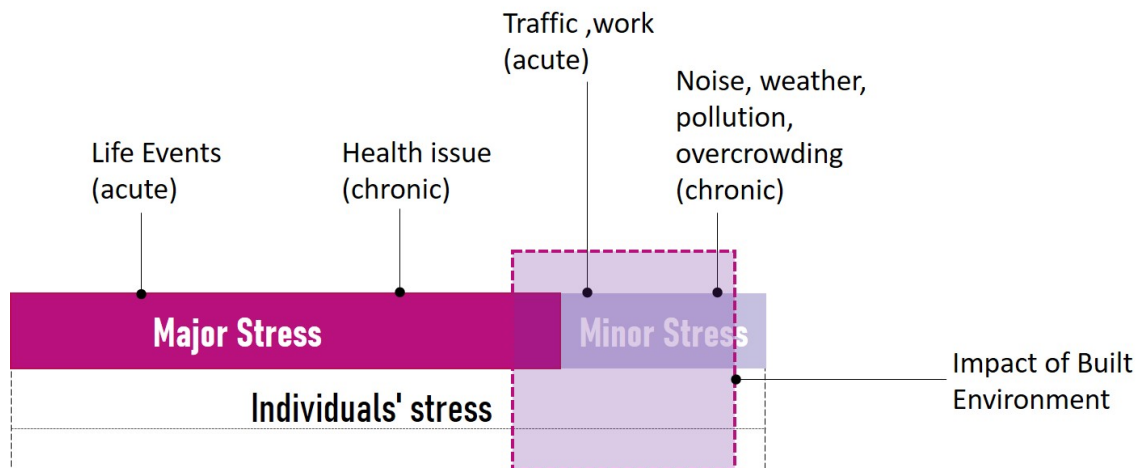 Traffic ,work
(acute)
Noise, weather,
pollution,
overcrowding
(chronic)
Life Events
(acute)
Health issue
(chronic)
Major Stress
Minor Stress
Impact of Built
Environment
Individuals' stress